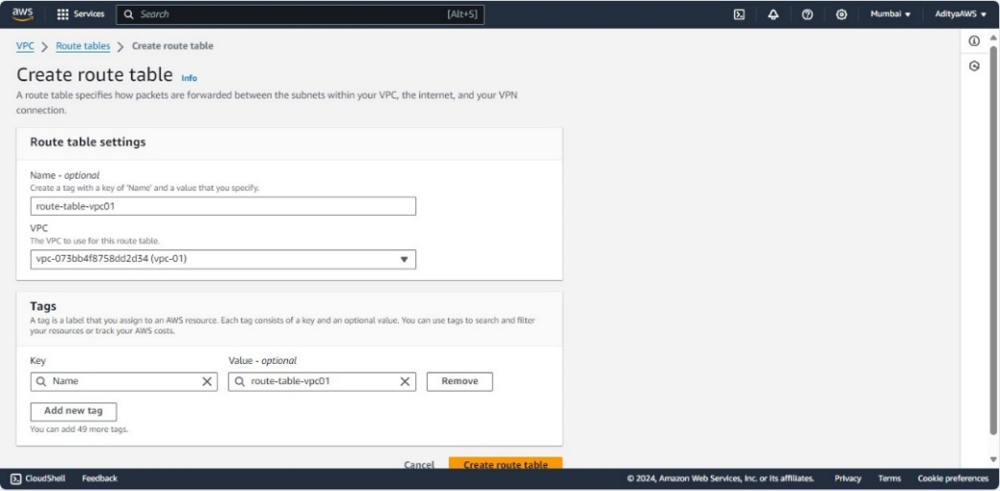 aws Services Search [Alt+S] Mumbai AdityaAWS
VPC > Route tables > Create route table
Create route table Info
A route table specifies how packets are forwarded between the subnets within your VPC, the internet, and your VPN
connection.
Route table settings
Name - optional
Create a tag with a key of 'Name' and a value that you specify.
route-table-vpc01
VPC
The VPC to use for this route table.
vpc-073bb4f8758dd2d34 (vpc-01)
Tags
A tag is a label that you assign to an AWS resource. Each tag consists of a key and an optional value. You can use tags to search and filter
your resources or track your AWS costs.
Key Value - optional
Name route-table-vpc01 Remove
Add new tag
You can add 49 more tags.
Cancel Create route table
CloudShell Feedback © 2024, Amazon Web Services, Inc. or its affiliates. Privacy Terms Cookie preferences